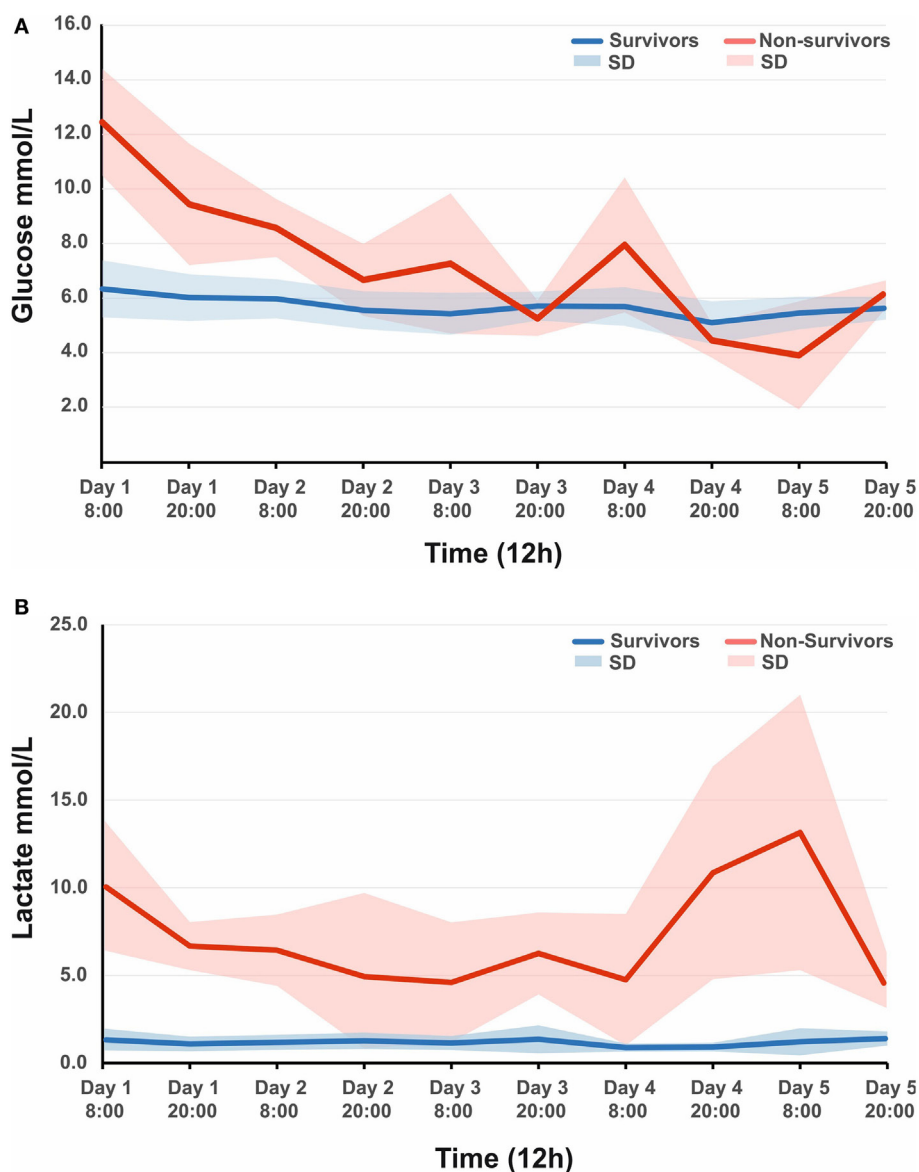 A
16.0
Survivors Non-survivors
SD SD
14.0
12.0
10.0
8.0
6.0
4.0
2.0
Glucose mmol/L
Day 1 Day 1 Day 2 Day 2 Day 3 Day 3 Day 4 Day 4 Day 5 Day 5
8:00 20:00 8:00 20:00 8:00 20:00 8:00 20:00 8:00 20:00
Time (12h)
B
25.0
Survivors Non-Survivors
SD SD
20.0
15.0
10.0
5.0
0.0
Lactate mmol/L
Day 1 Day 1 Day 2 Day 2 Day 3 Day 3 Day 4 Day 4 Day 5 Day 5
8:00 20:00 8:00 20:00 8:00 20:00 8:00 20:00 8:00 20:00
Time (12h)